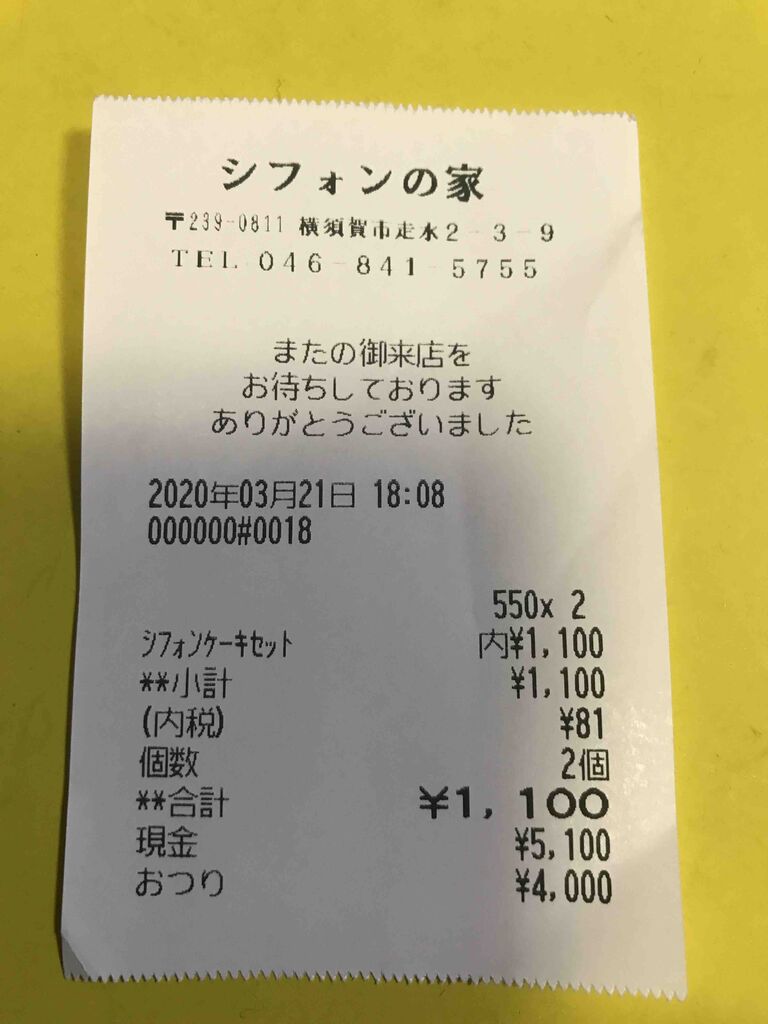 シフォンの家
〒239-0811 横須賀市走水2-3-9
TEL 046-841-5755
またの御来店を
お待ちしております
ありがとうございました
2020年03月21日 18:08
000000#0018
550x 2
ｼﾌｫﾝｹｰｷｾｯﾄ 内¥1,100
**小計 ¥1,100
(内税) ¥81
個数 2個
**合計 ¥1,100
現金 ¥5,100
おつり ¥4,000